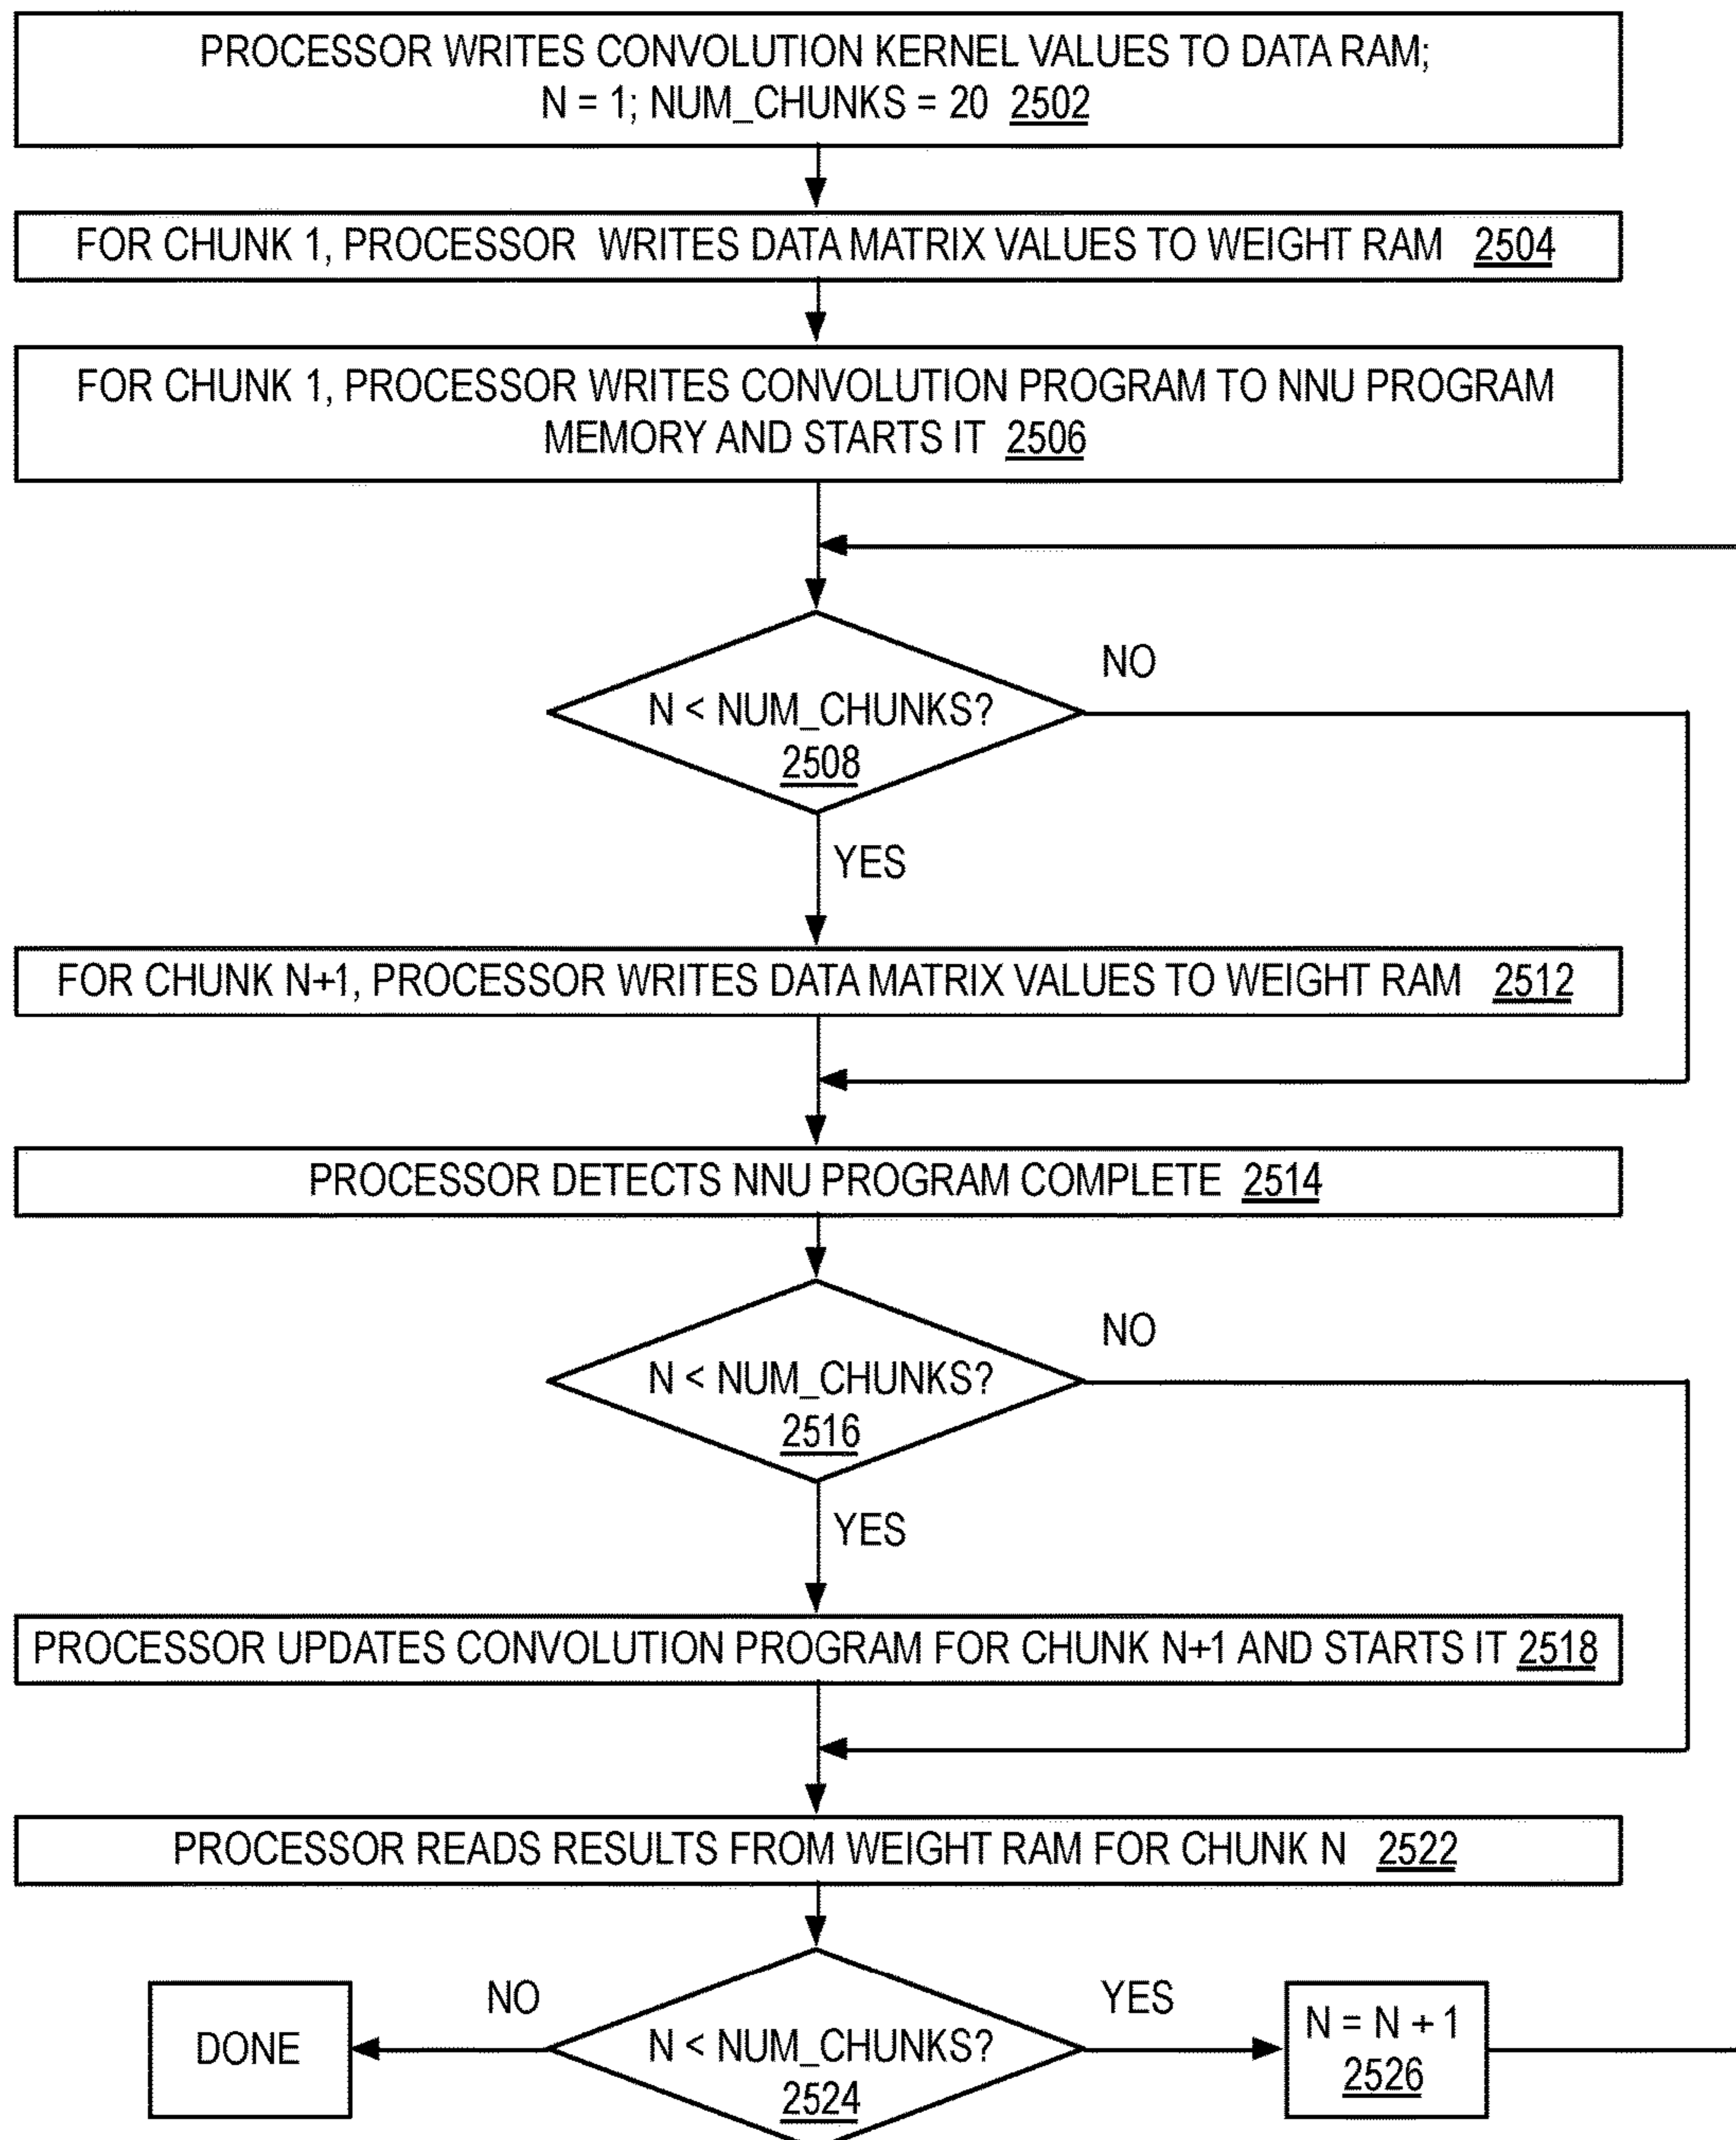 PROCESSOR WRITES CONVOLUTION KERNEL VALUES TO DATA RAM;
N = 1; NUM_CHUNKS = 20 2502
FOR CHUNK 1, PROCESSOR WRITES DATA MATRIX VALUES TO WEIGHT RAM 2504
FOR CHUNK 1, PROCESSOR WRITES CONVOLUTION PROGRAM TO NNU PROGRAM
MEMORY AND STARTS IT 2506
NO
N < NUM_CHUNKS?
2508
YES
FOR CHUNK N+1, PROCESSOR WRITES DATA MATRIX VALUES TO WEIGHT RAM 2512
PROCESSOR DETECTS NNU PROGRAM COMPLETE 2514
NO
N < NUM_CHUNKS?
2516
YES
PROCESSOR UPDATES CONVOLUTION PROGRAM FOR CHUNK N+1 AND STARTS IT 2518
PROCESSOR READS RESULTS FROM WEIGHT RAM FOR CHUNK N 2522
NO
YES
DONE
N < NUM_CHUNKS?
2524
N = N + 1
2526